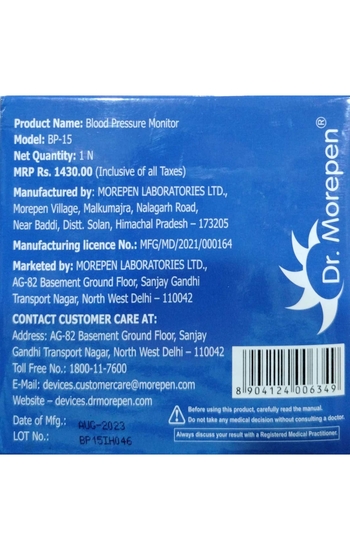 Product Name: Blood Pressure Monitor
Model: BP-15
Net Quantity: 1 N
MRP Rs. 1430.00 (Inclusive of all Taxes)
Manufactured by: MOREPEN LABORATORIES LTD.,
Morepen Village, Malkumajra, Nalagarh Road,
Near Baddi, Distt. Solan, Himachal Pradesh – 173205
Manufacturing licence No.: MFG/MD/2021/000164
Marketed by: MOREPEN LABORATORIES LTD.,
AG-82 Basement Ground Floor, Sanjay Gandhi
Transport Nagar, North West Delhi – 110042
CONTACT CUSTOMER CARE AT:
Address: AG-82 Basement Ground Floor, Sanjay
Gandhi Transport Nagar, North West Delhi – 110042
Toll Free No.: 1800-11-7600
E-Mail: devices.customercare@morepen.com
Website – devices.drmorepen.com
Date of Mfg.: AUG-2023
LOT No.: BP15IH046
Dr. Morepen®
8 904124 006349
Before using this product, carefully read the manual.
Do not take any medical decision without consulting a doctor.
Always discuss your result with a Registered Medical Practitioner.